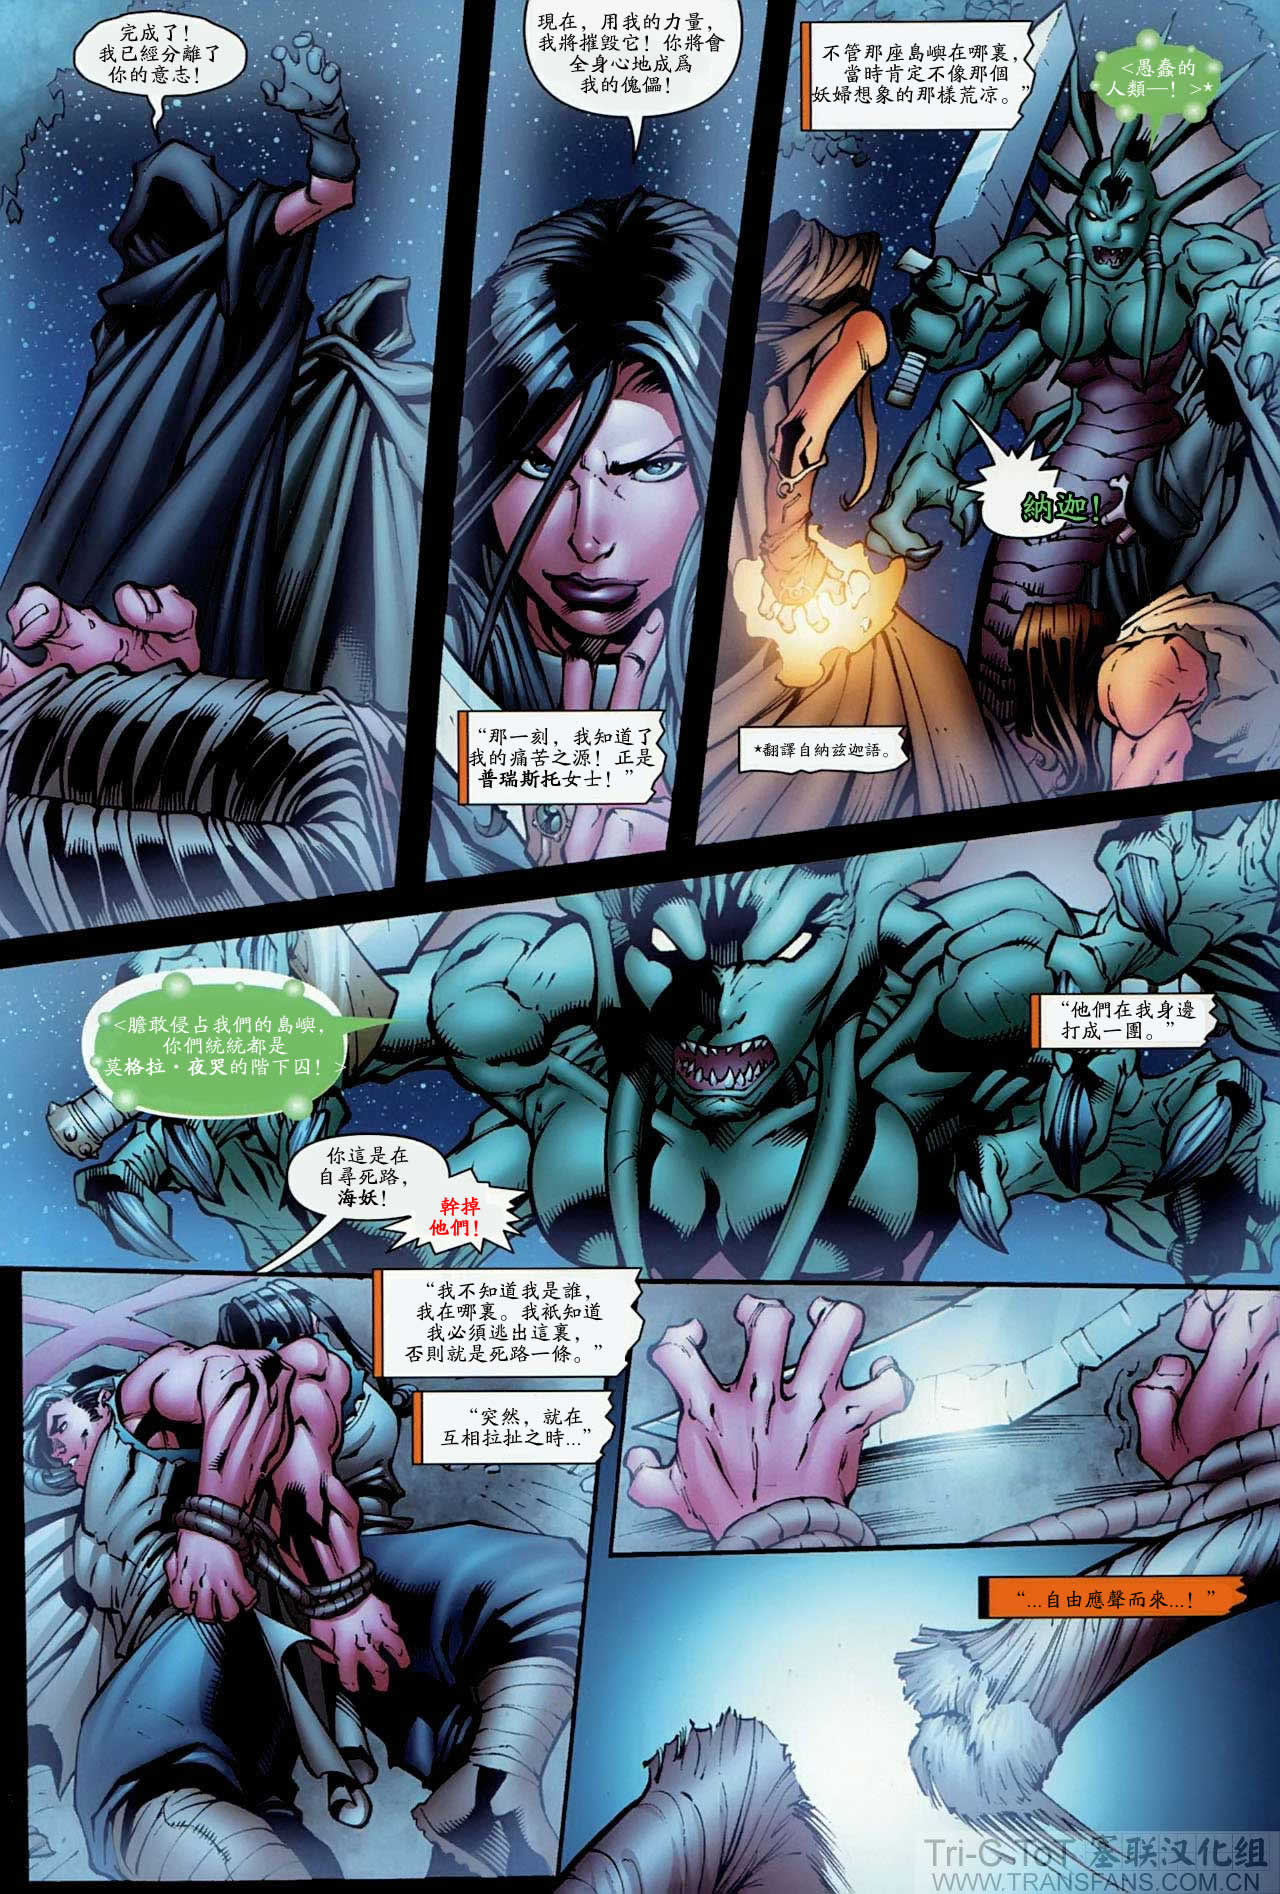 完成了！
我已經分離了
你的意志！
現在，用我的力量，
我將摧毀它！你將會
全身心地成爲
我的傀儡！
“那一刻，我知道了
我的痛苦之源！正是
普瑞斯托女士！”
不管那座島嶼在哪裏，
當時肯定不像那個
妖婦想象的那樣荒凉。”
<愚蠢的
人類—！>★
納迦！
★翻譯自納兹迦語。
<膽敢侵占我們的島嶼，
你們統統都是
莫格拉·夜哭的階下囚！>
“他們在我身邊
打成一團。”
你這是在
自尋死路，
海妖！
幹掉
他們！
“我不知道我是誰，
我在哪裏。我衹知道
我必須逃出這裏，
否則就是死路一條。”
“突然，就在
互相拉扯之時…”
“…自由應聲而來…！”
Tri-C.ToT 塞联汉化组
WWW.TRANSFANS.COM.CN